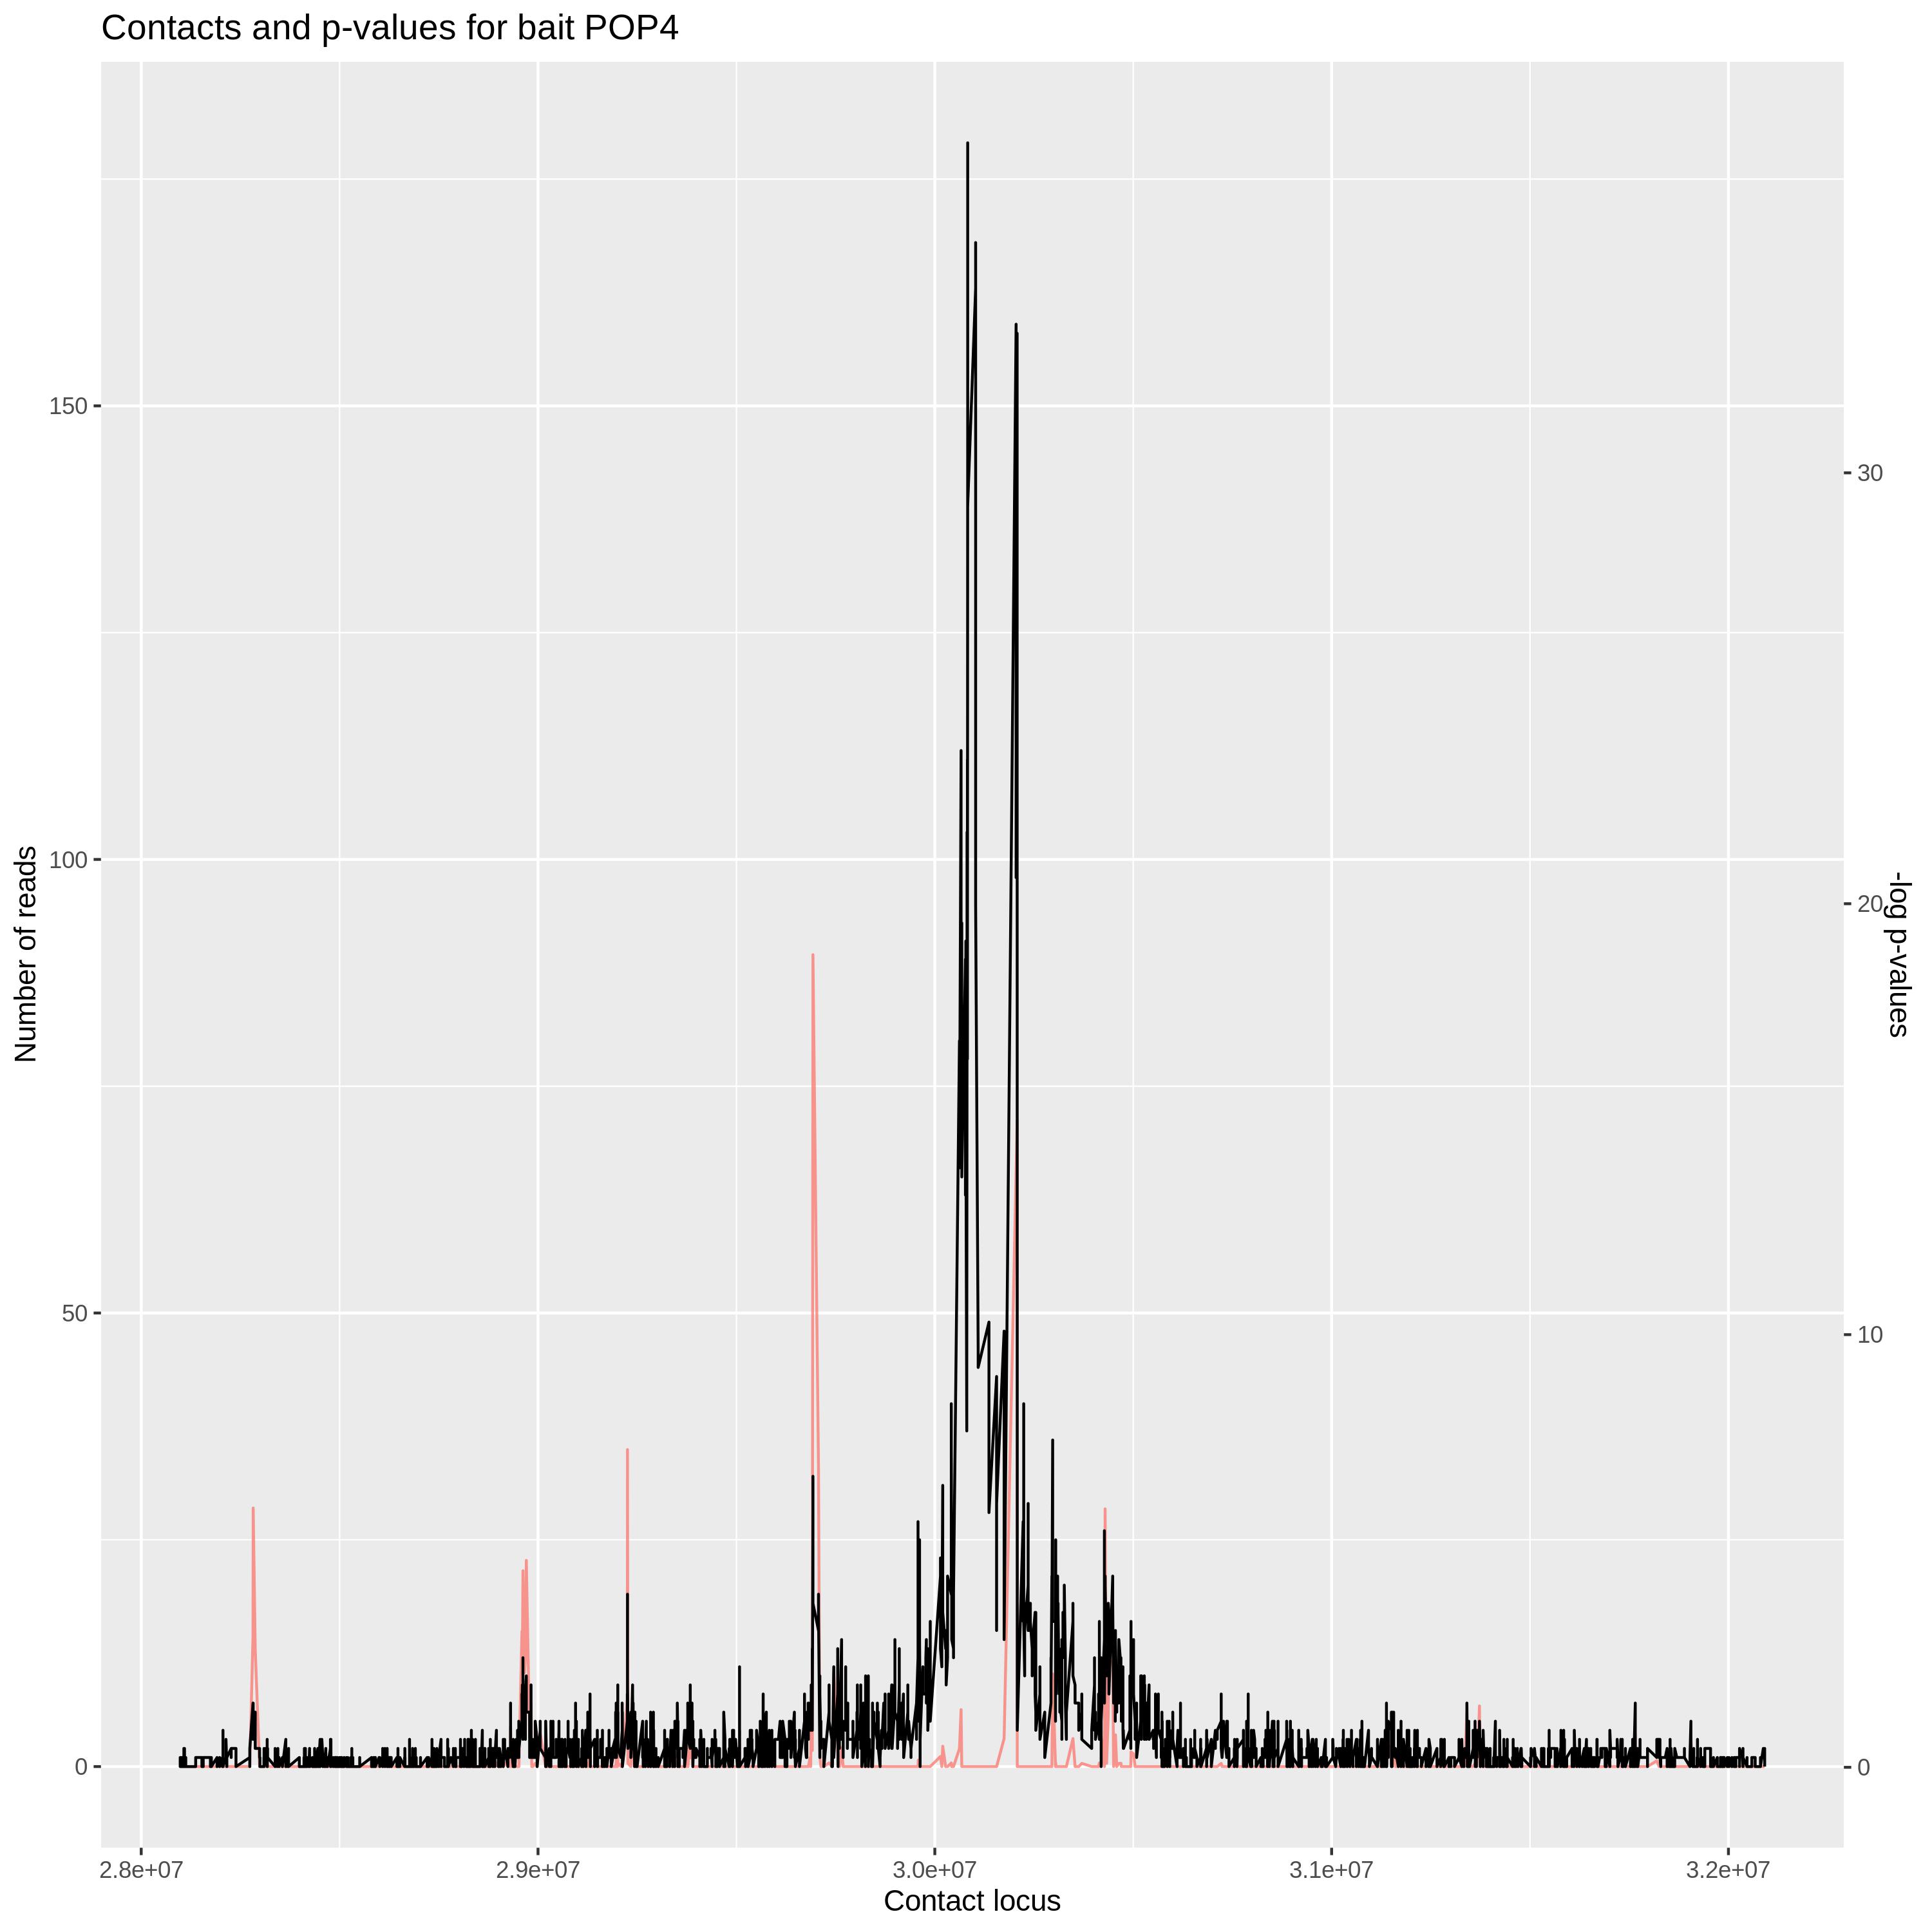 Contacts and p-values for bait POP4
Number of reads
150
100
50
0
30
20
10
0
-log p-values
2.8e+07 2.9e+07 3.0e+07 3.1e+07 3.2e+07
Contact locus